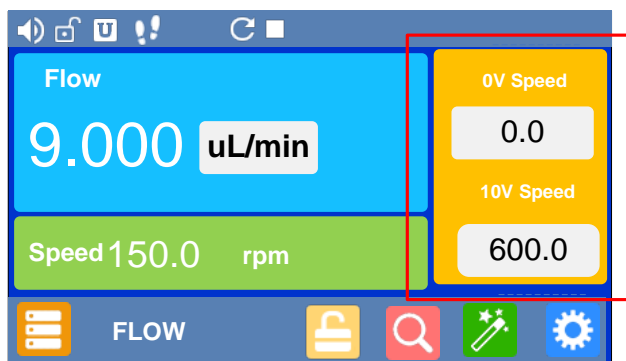 U
Flow
9.000 uL/min
Speed 150.0 rpm
0V Speed
0.0
10V Speed
600.0
FLOW